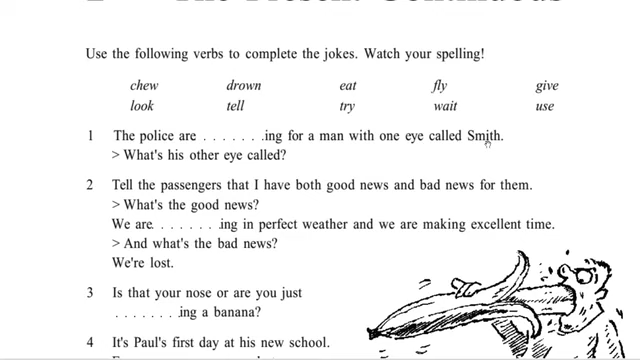 The Present Continuous
Use the following verbs to complete the jokes. Watch your spelling!
chew drown eat fly give
look tell try wait use
1 The police are . . . . . . .ing for a man with one eye called Smith.
> What's his other eye called?
2 Tell the passengers that I have both good news and bad news for them.
> What's the good news?
We are. . . . . . . .ing in perfect weather and we are making excellent time.
> And what's the bad news?
We're lost.
3 Is that your nose or are you just
. . . . . . . .ing a banana?
4 It's Paul's first day at his new school.